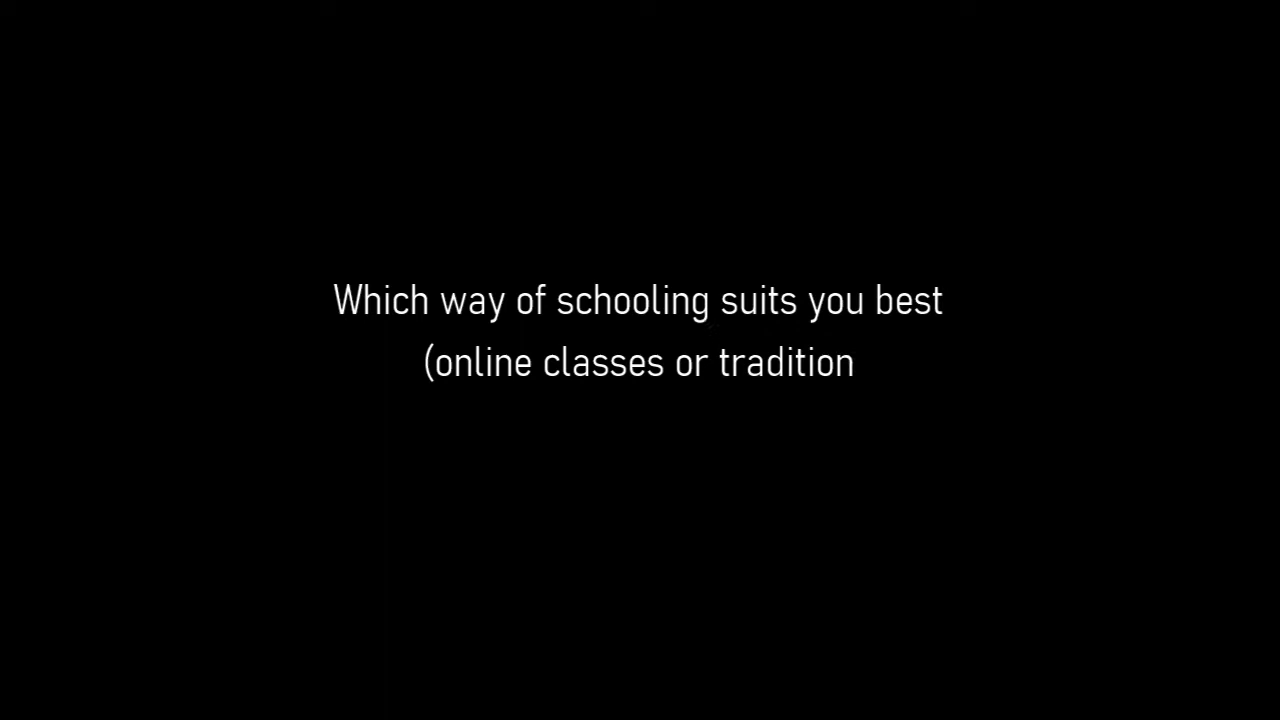 Which way of schooling suits you best
(online classes or tradition